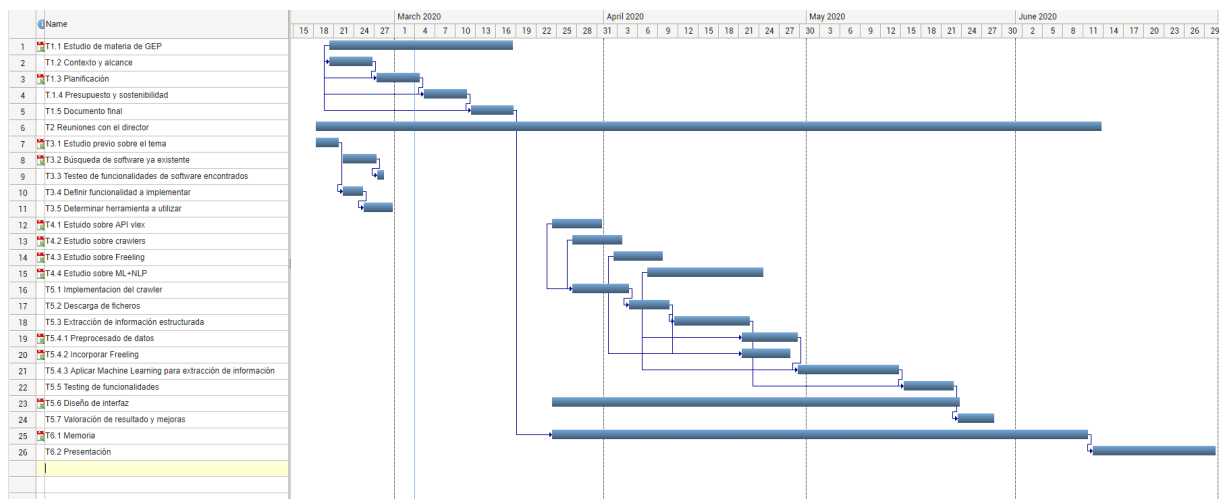 Name
March 2020 April 2020 May 2020 June 2020
15 18 21 24 27 1 4 7 10 13 16 19 22 25 28 31 3 6 9 12 15 18 21 24 27 30 3 6 9 12 15 18 21 24 27 30 2 5 8 11 14 17 20 23 26 29
1 T1.1 Estudio de materia de GEP
2 T1.2 Contexto y alcance
3 T1.3 Planificación
4 T.1.4 Presupuesto y sostenibilidad
5 T1.5 Documento final
6 T2 Reuniones con el director
7 T3.1 Estudio previo sobre el tema
8 T3.2 Búsqueda de software ya existente
9 T3.3 Testeo de funcionalidades de software encontrados
10 T3.4 Definir funcionalidad a implementar
11 T3.5 Determinar herramienta a utilizar
12 T4.1 Estuido sobre API vlex
13 T4.2 Estudio sobre crawlers
14 T4.3 Estudio sobre Freeling
15 T4.4 Estudio sobre ML+NLP
16 T5.1 Implementacion del crawler
17 T5.2 Descarga de ficheros
18 T5.3 Extracción de información estructurada
19 T5.4.1 Preprocesado de datos
20 T5.4.2 Incorporar Freeling
21 T5.4.3 Aplicar Machine Learning para extracción de información
22 T5.5 Testing de funcionalidades
23 T5.6 Diseño de interfaz
24 T5.7 Valoración de resultado y mejoras
25 T6.1 Memoria
26 T6.2 Presentación